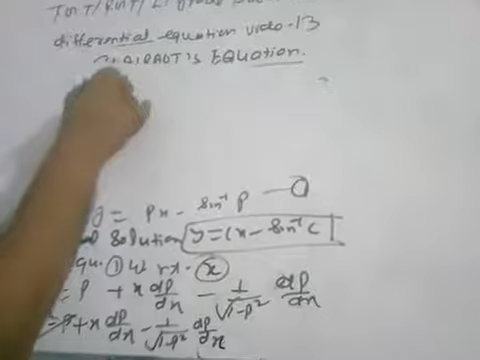 differential equation video-13
CLAIRAUT'S EQUATION.
y = px - sin⁻¹ p — ①
Solution y = cx - sin⁻¹ c
equ. ① w.r.t. x
= p + x dp/dx - 1/√1-p² dp/dx
= p + x dp/dx - 1/√1-p² dp/dx